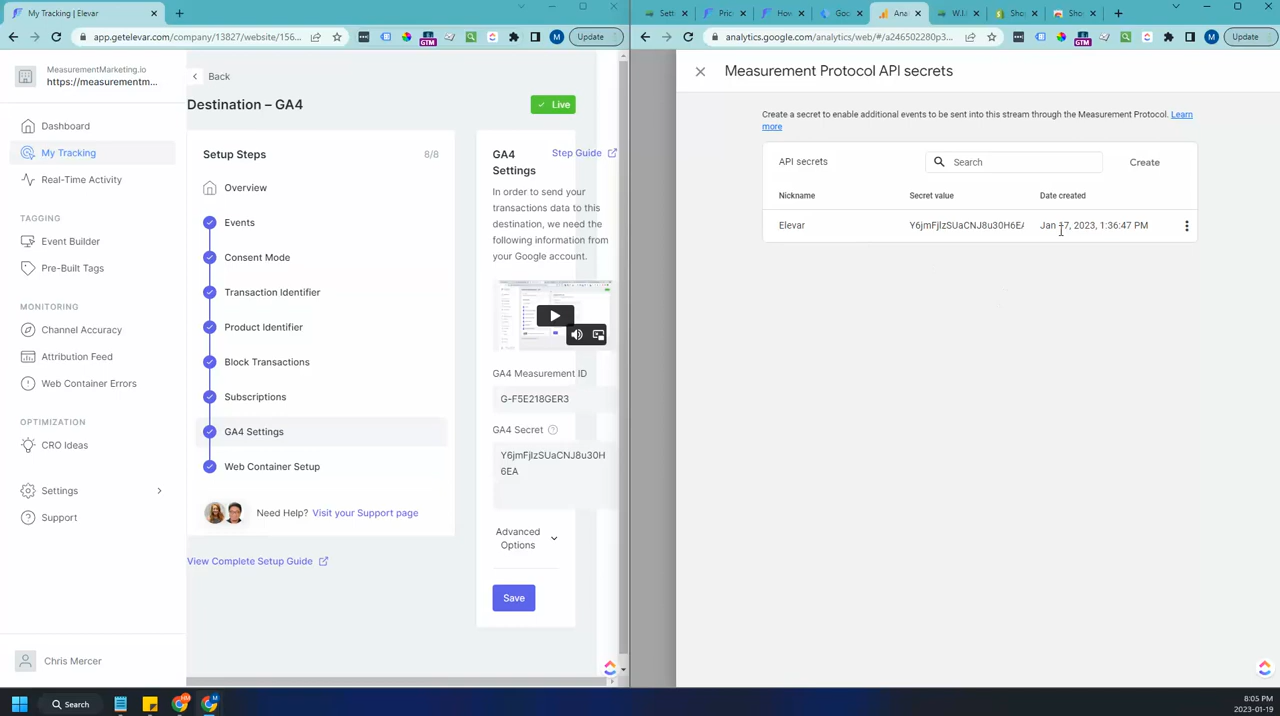 My Tracking | Elevar
app.getelevar.com/company/13827/website/156...
GTM
M
Update
MeasurementMarketing.io
https://measurementm...
Dashboard
My Tracking
Real-Time Activity
TAGGING
Event Builder
Pre-Built Tags
MONITORING
Channel Accuracy
Attribution Feed
Web Container Errors
OPTIMIZATION
CRO Ideas
Settings
Support
Chris Mercer
Back
Destination – GA4
Live
Setup Steps
8/8
Overview
Events
Consent Mode
Transaction Identifier
Product Identifier
Block Transactions
Subscriptions
GA4 Settings
Web Container Setup
Need Help? Visit your Support page
View Complete Setup Guide
GA4
Settings
Step Guide
In order to send your
transactions data to this
destination, we need the
following information from
your Google account.
GA4 Measurement ID
G-F5E218GER3
GA4 Secret
Y6jmFjlzSUaCNJ8u30H
6EA
Advanced
Options
Save
Sett
Pric
My T
How
Goo
Ana
Sho
analytics.google.com/analytics/web/#/a246502280p3...
GTM
M
Update
Measurement Protocol API secrets
Create a secret to enable additional events to be sent into this stream through the Measurement Protocol. Learn
more
API secrets
Search
Create
Nickname
Secret value
Date created
Elevar
Y6jmFjlzSUaCNJ8u30H6EA
Jan 17, 2023, 1:36:47 PM
Search
8:05 PM
2023-01-19